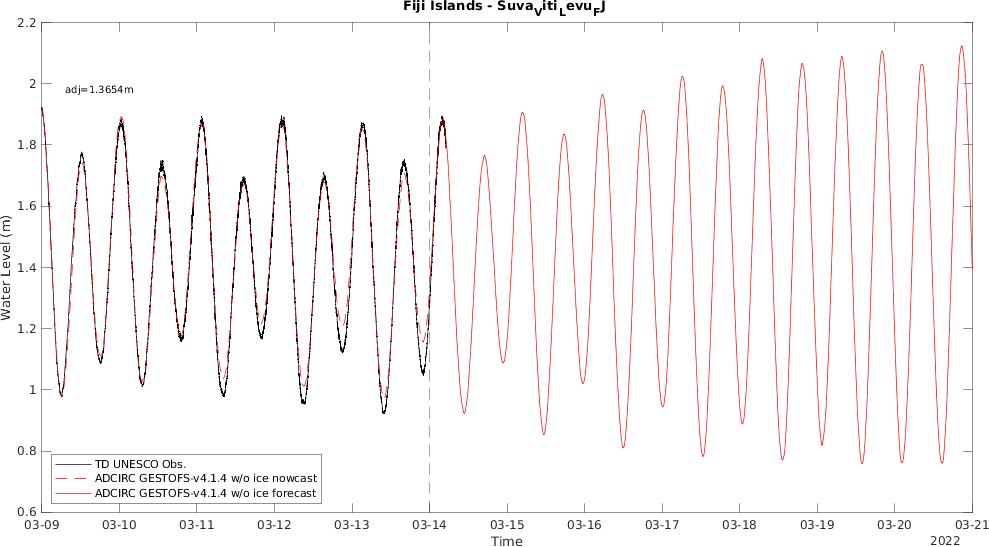 Fiji Islands - Suva_Viti_Levu_FJ
adj=1.3654m
Water Level (m)
2.2
2
1.8
1.6
1.4
1.2
1
0.8
0.6
TD UNESCO Obs.
ADCIRC GESTOFS-v4.1.4 w/o ice nowcast
ADCIRC GESTOFS-v4.1.4 w/o ice forecast
03-09 03-10 03-11 03-12 03-13 03-14 03-15 03-16 03-17 03-18 03-19 03-20 03-21
Time
2022